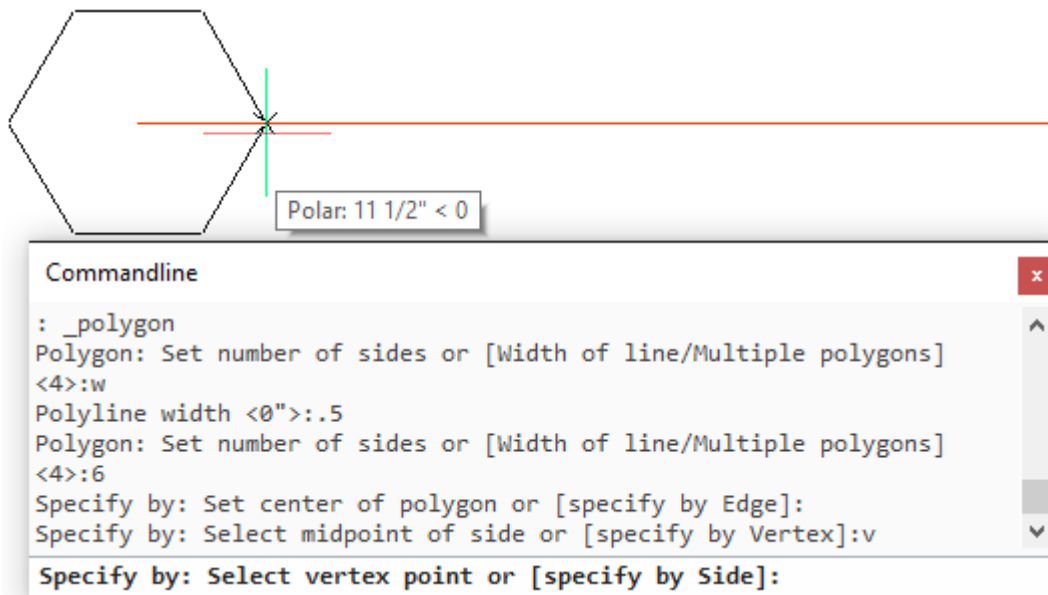 Polar: 11 1/2" < 0
Commandline
x
: _polygon
Polygon: Set number of sides or [Width of line/Multiple polygons]
<4>:w
Polyline width <0">:.5
Polygon: Set number of sides or [Width of line/Multiple polygons]
<4>:6
Specify by: Set center of polygon or [specify by Edge]:
Specify by: Select midpoint of side or [specify by Vertex]:v
Specify by: Select vertex point or [specify by Side]: